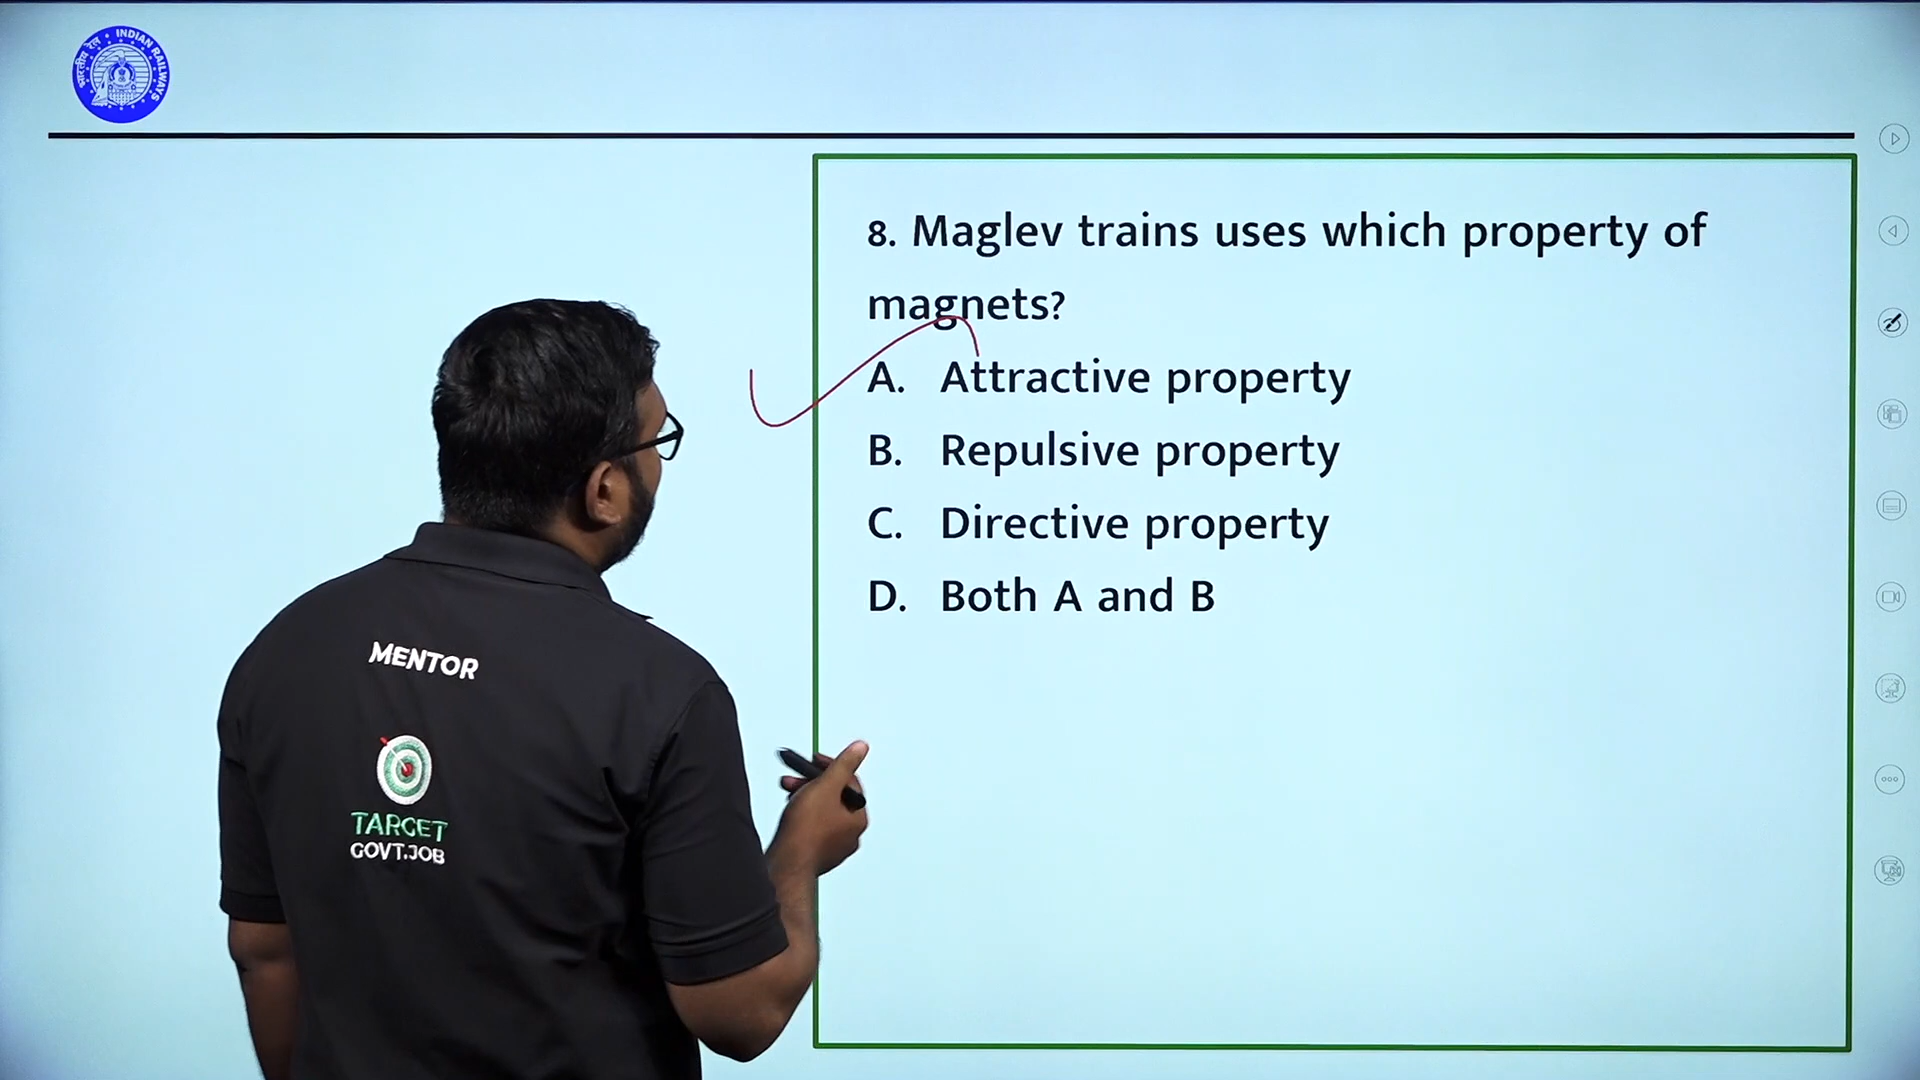 भारतीय रेल • INDIAN RAILWAYS
8. Maglev trains uses which property of
magnets?
A. Attractive property
B. Repulsive property
C. Directive property
D. Both A and B
MENTOR
TARGET
GOVT.JOB